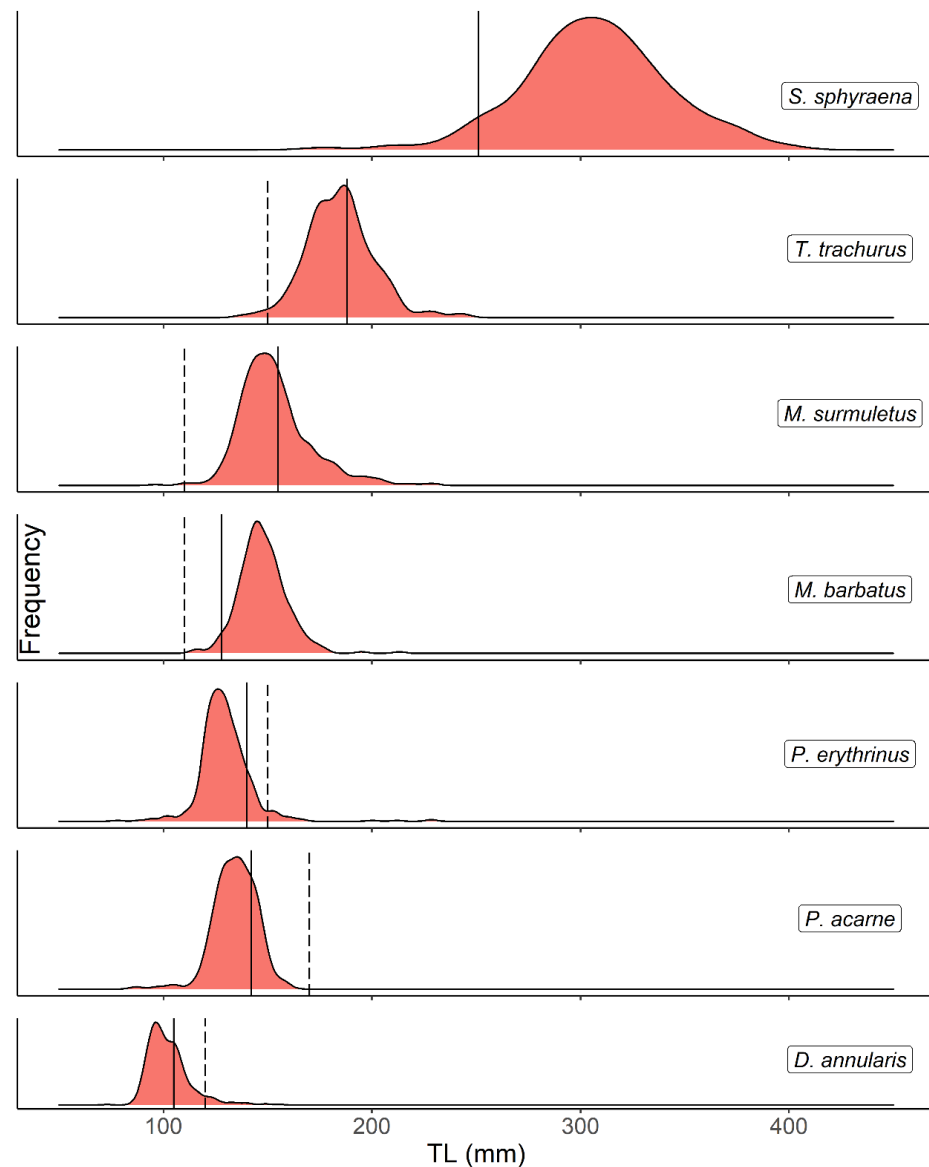 S. sphyraena
T. trachurus
M. surmuletus
M. barbatus
Frequency
P. erythrinus
P. acarne
D. annularis
100 200 300 400
TL (mm)